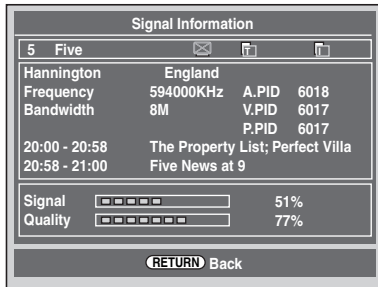 Signal Information
5 Five
Hannington England
Frequency 594000KHz A.PID 6018
Bandwidth 8M V.PID 6017
P.PID 6017
20:00 - 20:58 The Property List; Perfect Villa
20:58 - 21:00 Five News at 9
Signal 51%
Quality 77%
RETURN Back